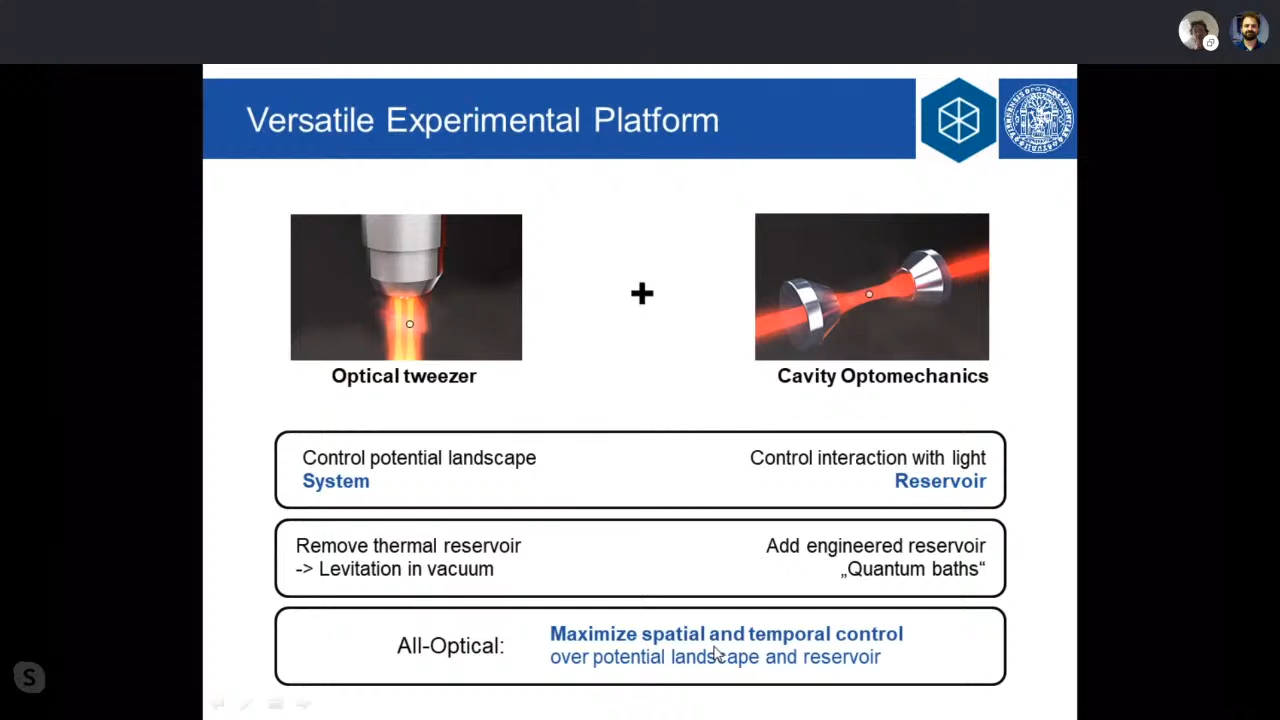 Versatile Experimental Platform
+
Optical tweezer
Cavity Optomechanics
Control potential landscape
System
Control interaction with light
Reservoir
Remove thermal reservoir
-> Levitation in vacuum
Add engineered reservoir
„Quantum baths“
All-Optical:
Maximize spatial and temporal control
over potential landscape and reservoir
S